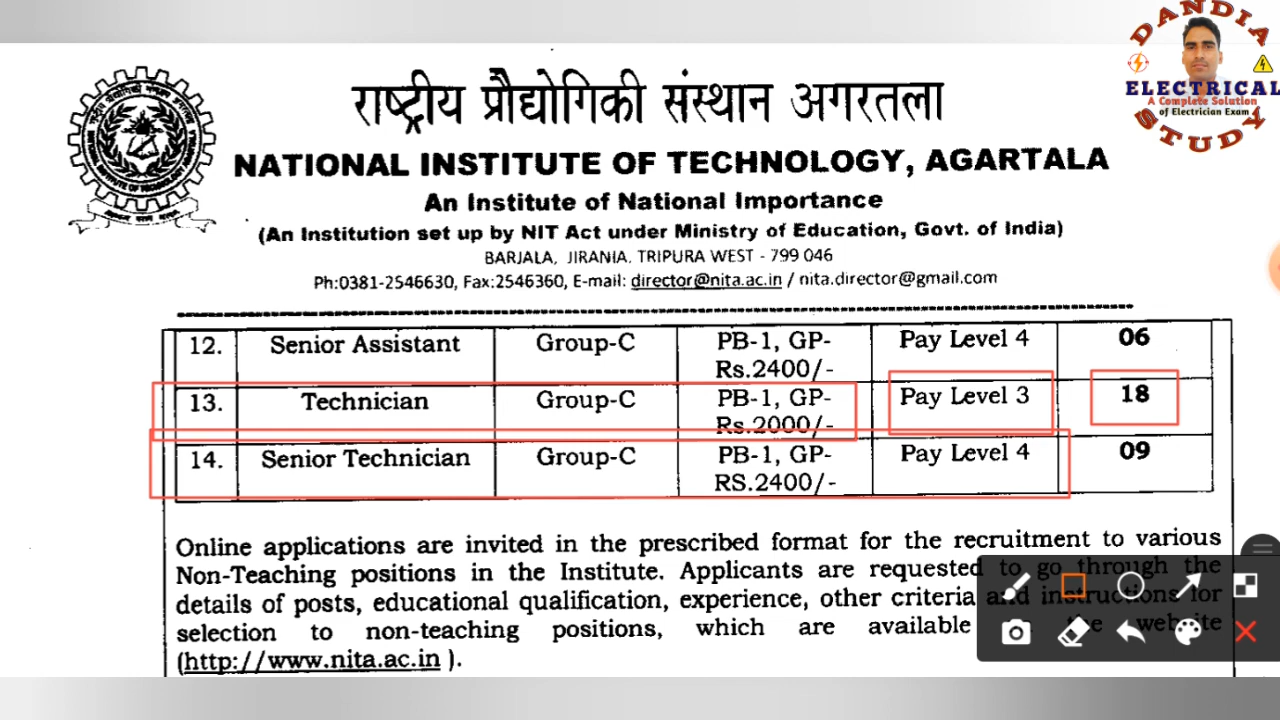 DANDIA
ELECTRICAL
A Complete Solution
of Electrician Exam
STUDY
राष्ट्रीय प्रौद्योगिकी संस्थान अगरतला
NATIONAL INSTITUTE OF TECHNOLOGY, AGARTALA
An Institute of National Importance
(An Institution set up by NIT Act under Ministry of Education, Govt. of India)
BARJALA, JIRANIA, TRIPURA WEST - 799 046
Ph:0381-2546630, Fax:2546360, E-mail: director@nita.ac.in / nita.director@gmail.com
12. Senior Assistant Group-C PB-1, GP- Pay Level 4 06
Rs.2400/-
13. Technician Group-C PB-1, GP- Pay Level 3 18
Rs.2000/-
14. Senior Technician Group-C PB-1, GP- Pay Level 4 09
RS.2400/-
Online applications are invited in the prescribed format for the recruitment to various
Non-Teaching positions in the Institute. Applicants are requested to go through the
details of posts, educational qualification, experience, other criteria and instructions for
selection to non-teaching positions, which are available the website
(http://www.nita.ac.in ).